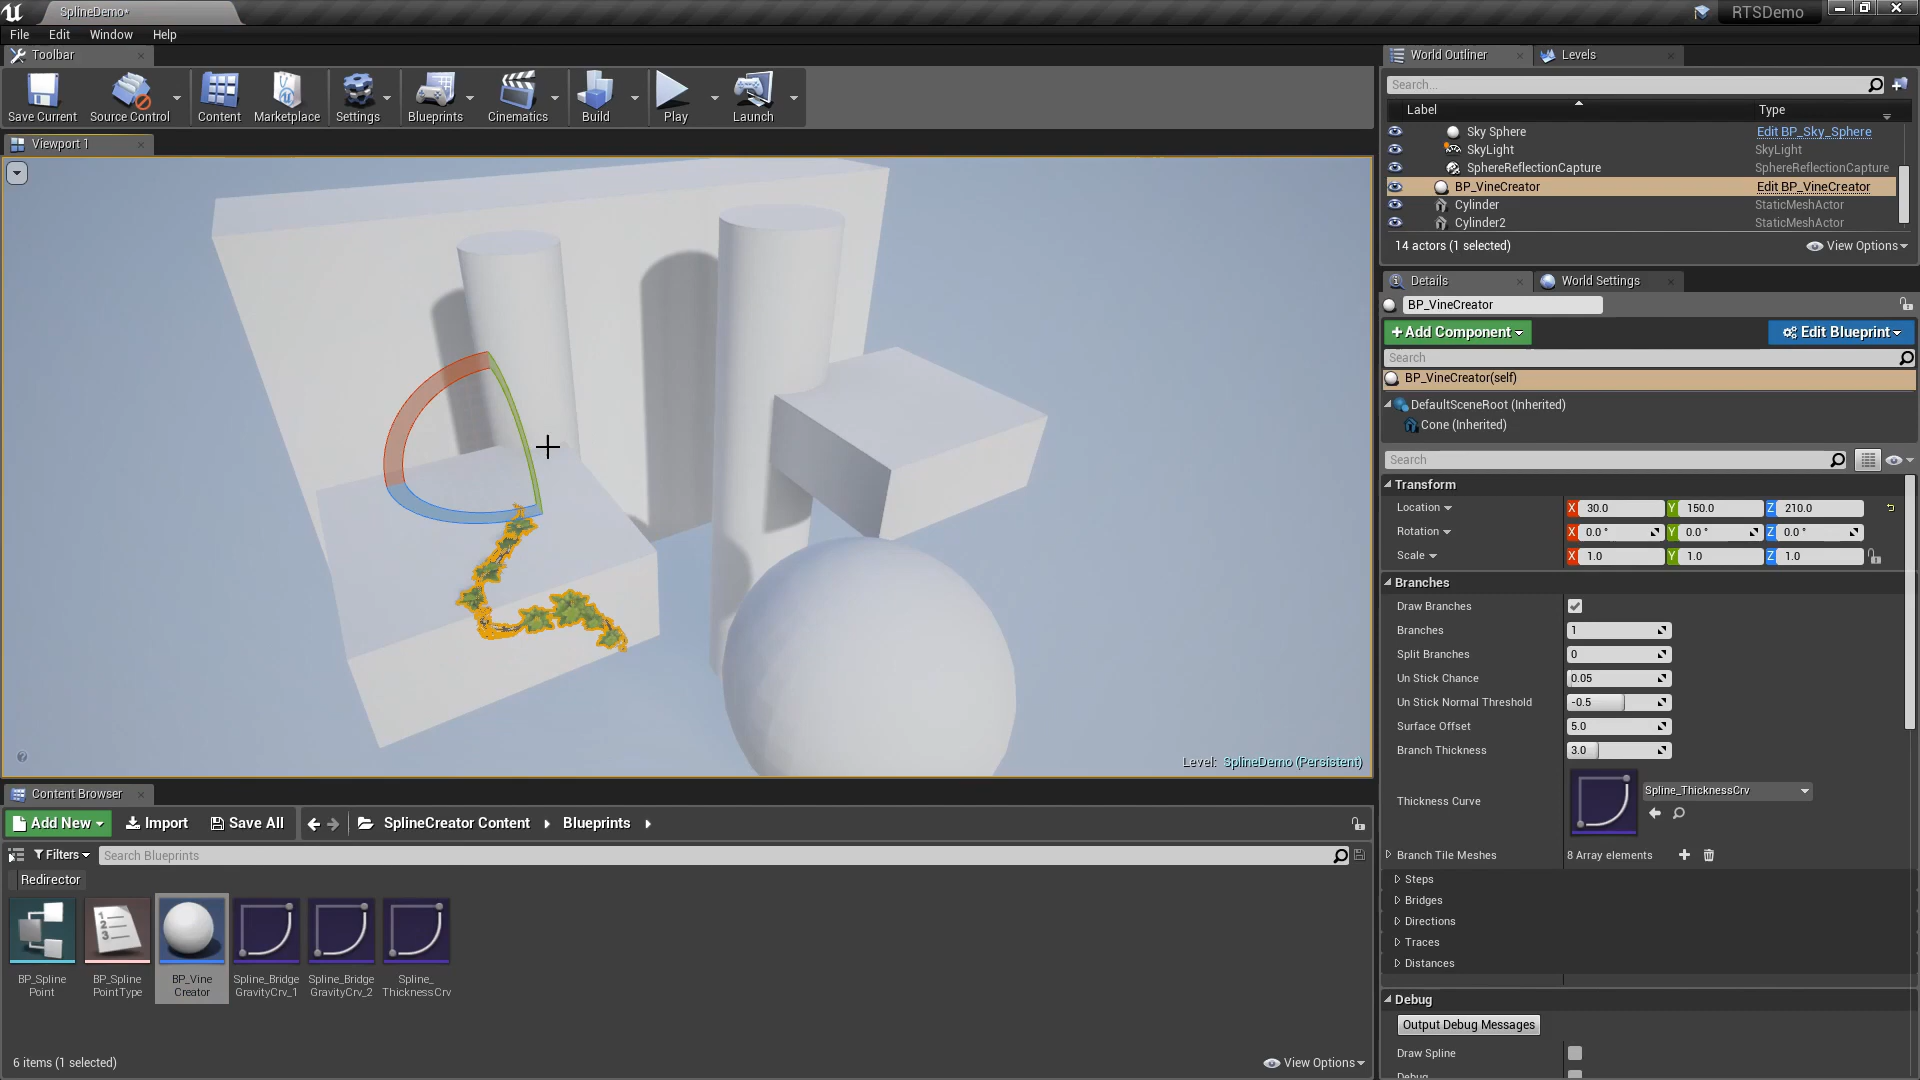 SplineDemo*
RTSDemo
File Edit Window Help
Toolbar
Save Current
Source Control
Content
Marketplace
Settings
Blueprints
Cinematics
Build
Play
Launch
Viewport 1
Level: SplineDemo (Persistent)
World Outliner
Levels
Search...
Label Type
Sky Sphere Edit BP_Sky_Sphere
SkyLight SkyLight
SphereReflectionCapture SphereReflectionCapture
BP_VineCreator Edit BP_VineCreator
Cylinder StaticMeshActor
Cylinder2 StaticMeshActor
14 actors (1 selected) View Options
Details
World Settings
BP_VineCreator
+Add Component Edit Blueprint
Search
BP_VineCreator(self)
DefaultSceneRoot (Inherited)
Cone (Inherited)
Search
Transform
Location X 30.0 Y 150.0 Z 210.0
Rotation X 0.0 ° Y 0.0 ° Z 0.0 °
Scale X 1.0 Y 1.0 Z 1.0
Branches
Draw Branches
Branches 1
Split Branches 0
Un Stick Chance 0.05
Un Stick Normal Threshold -0.5
Surface Offset 5.0
Branch Thickness 3.0
Thickness Curve Spline_ThicknessCrv
Branch Tile Meshes 8 Array elements
Steps
Bridges
Directions
Traces
Distances
Debug
Output Debug Messages
Draw Spline
Debug
Content Browser
Add New Import Save All SplineCreator Content Blueprints
Filters Search Blueprints
Redirector
BP_Spline
Point
BP_Spline
PointType
BP_Vine
Creator
Spline_Bridge
GravityCrv_1
Spline_Bridge
GravityCrv_2
Spline_
ThicknessCrv
6 items (1 selected) View Options